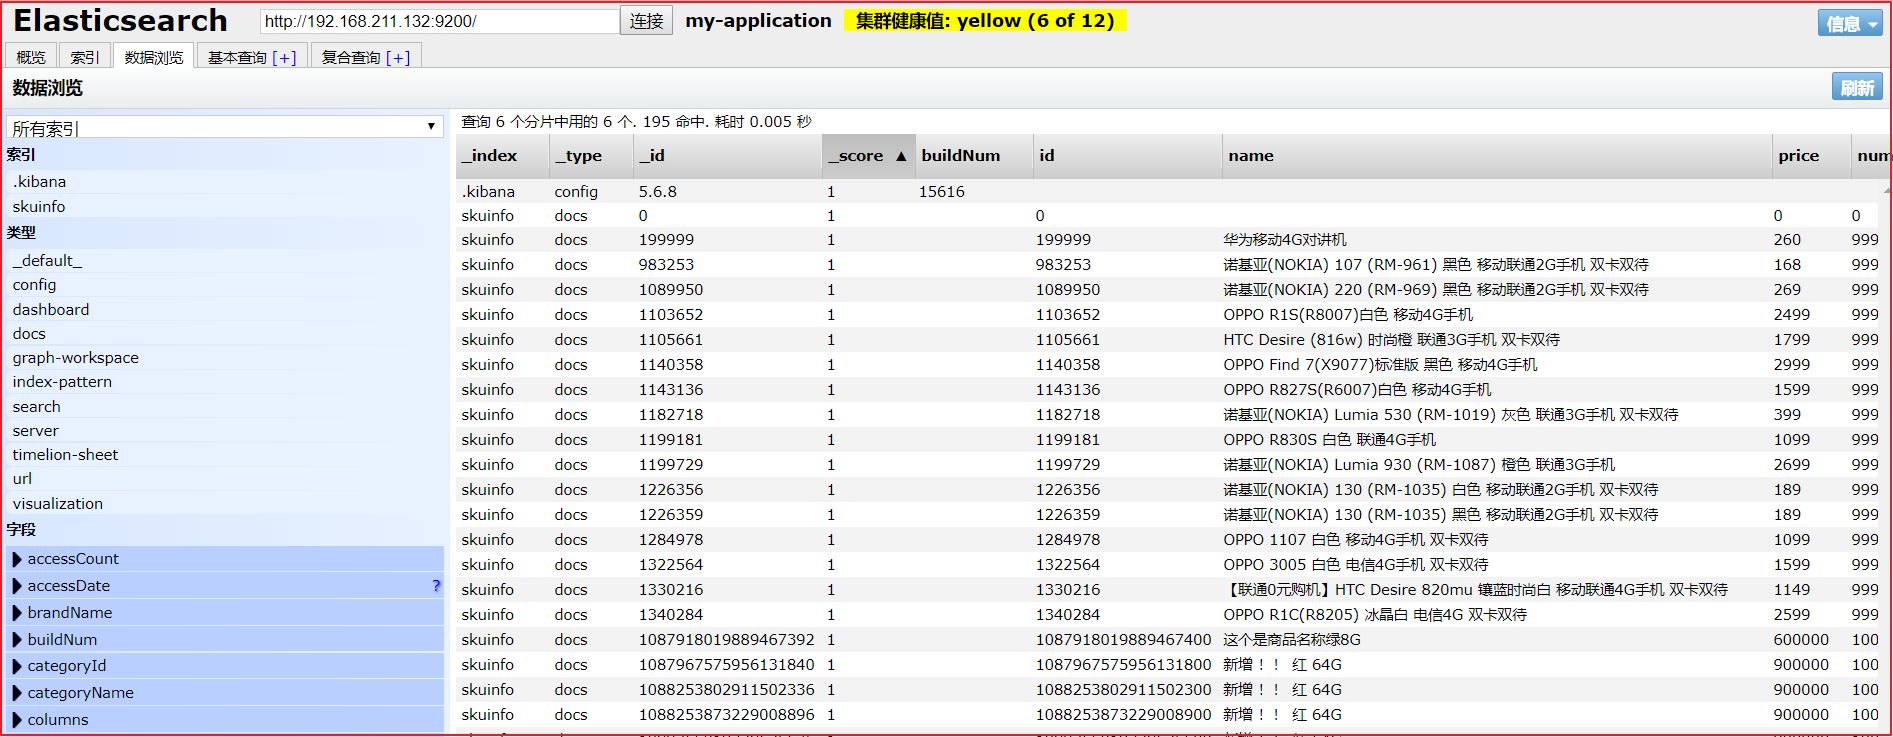 Elasticsearch http://192.168.211.132:9200/ 连接 my-application 集群健康值: yellow (6 of 12) 信息
概览 索引 数据浏览 基本查询 [+] 复合查询 [+]
数据浏览 刷新
所有索引
索引
.kibana
skuinfo
类型
_default_
config
dashboard
docs
graph-workspace
index-pattern
search
server
timelion-sheet
url
visualization
字段
accessCount
accessDate ?
brandName
buildNum
categoryId
categoryName
columns
查询 6 个分片中用的 6 个. 195 命中. 耗时 0.005 秒
_index _type _id _score ▲ buildNum id name price num
.kibana config 5.6.8 1 15616
skuinfo docs 0 1 0 0 0
skuinfo docs 199999 1 199999 华为移动4G对讲机 260 999
skuinfo docs 983253 1 983253 诺基亚(NOKIA) 107 (RM-961) 黑色 移动联通2G手机 双卡双待 168 999
skuinfo docs 1089950 1 1089950 诺基亚(NOKIA) 220 (RM-969) 黑色 移动联通2G手机 双卡双待 269 999
skuinfo docs 1103652 1 1103652 OPPO R1S(R8007)白色 移动4G手机 2499 999
skuinfo docs 1105661 1 1105661 HTC Desire (816w) 时尚橙 联通3G手机 双卡双待 1799 999
skuinfo docs 1140358 1 1140358 OPPO Find 7(X9077)标准版 黑色 移动4G手机 2999 999
skuinfo docs 1143136 1 1143136 OPPO R827S(R6007)白色 移动4G手机 1599 999
skuinfo docs 1182718 1 1182718 诺基亚(NOKIA) Lumia 530 (RM-1019) 灰色 联通3G手机 双卡双待 399 999
skuinfo docs 1199181 1 1199181 OPPO R830S 白色 联通4G手机 1099 999
skuinfo docs 1199729 1 1199729 诺基亚(NOKIA) Lumia 930 (RM-1087) 橙色 联通3G手机 2699 999
skuinfo docs 1226356 1 1226356 诺基亚(NOKIA) 130 (RM-1035) 白色 移动联通2G手机 双卡双待 189 999
skuinfo docs 1226359 1 1226359 诺基亚(NOKIA) 130 (RM-1035) 黑色 移动联通2G手机 双卡双待 189 999
skuinfo docs 1284978 1 1284978 OPPO 1107 白色 移动4G手机 双卡双待 1099 999
skuinfo docs 1322564 1 1322564 OPPO 3005 白色 电信4G手机 双卡双待 1599 999
skuinfo docs 1330216 1 1330216 【联通0元购机】HTC Desire 820mu 镶蓝时尚白 移动联通4G手机 双卡双待 1149 999
skuinfo docs 1340284 1 1340284 OPPO R1C(R8205) 冰晶白 电信4G 双卡双待 2599 999
skuinfo docs 1087918019889467392 1 1087918019889467400 这个是商品名称绿8G 600000 100
skuinfo docs 1087967575956131840 1 1087967575956131800 新增！！ 红 64G 900000 100
skuinfo docs 1088253802911502336 1 1088253802911502300 新增！！ 红 64G 900000 100
skuinfo docs 1088253873229008896 1 1088253873229008900 新增！！ 红 64G 900000 100